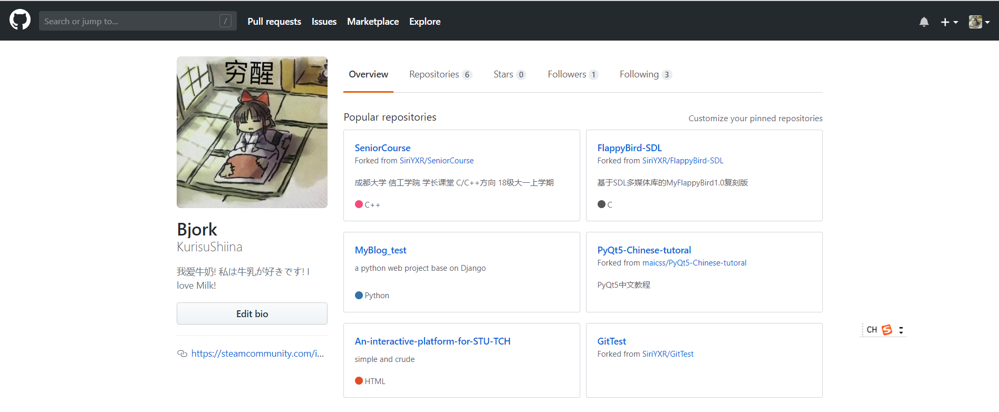 Search or jump to... /
Pull requests
Issues
Marketplace
Explore
穷醒
Bjork
KurisuShiina
我爱牛奶! 私は牛乳が好きです! I
love Milk!
Edit bio
https://steamcommunity.com/i...
Overview
Repositories 6
Stars 0
Followers 1
Following 3
Popular repositories
Customize your pinned repositories
SeniorCourse
Forked from SiriYXR/SeniorCourse
成都大学 信工学院 学长课堂 C/C++方向 18级大一上学期
C++
FlappyBird-SDL
Forked from SiriYXR/FlappyBird-SDL
基于SDL多媒体库的MyFlappyBird1.0复刻版
C
MyBlog_test
a python web project base on Django
Python
PyQt5-Chinese-tutoral
Forked from maicss/PyQt5-Chinese-tutoral
PyQt5中文教程
An-interactive-platform-for-STU-TCH
simple and crude
HTML
GitTest
Forked from SiriYXR/GitTest
CH